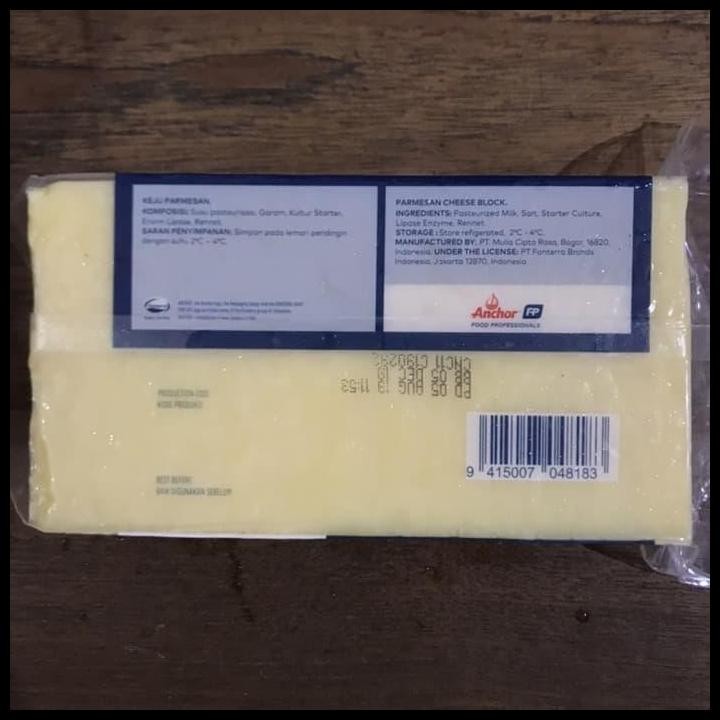 KEJU PARMESAN.
KOMPOSISI: Susu pasteurisasi, Garam, Kultur Starter,
Enzim Lipase, Rennet.
SARAN PENYIMPANAN: Simpan pada lemari pendingin
dengan suhu, 2°C - 4°C.
PARMESAN CHEESE BLOCK.
INGREDIENTS: Pasteurized Milk, Salt, Starter Culture,
Lipase Enzyme, Rennet.
STORAGE : Store refigerated, 2°C - 4°C.
MANUFACTURED BY: PT. Mulia Cipta Rasa, Bogor, 16820,
Indonesia. UNDER THE LICENSE: PT Fonterra Brands
Indonesia, Jakarta 12870, Indonesia
Anchor FP
FOOD PROFESSIONALS
11:53
PRODUCTION CODE
KODE PRODUKSI
BEST BEFORE
BAIK DIGUNAKAN SEBELUM
9 415007 048183